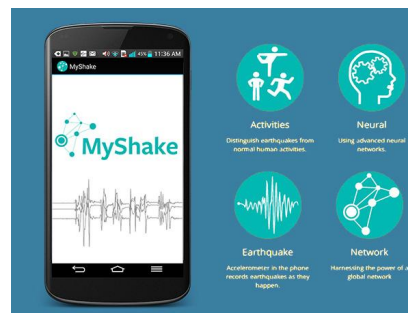 45% 11:36 AM
MyShake
MyShake
Activities
Distinguish earthquakes from
normal human activities.
Neural
Using advanced neural
networks.
Earthquake
Accelerometer in the phone
records earthquakes as they
happen.
Network
Harnessing the power of a
global network